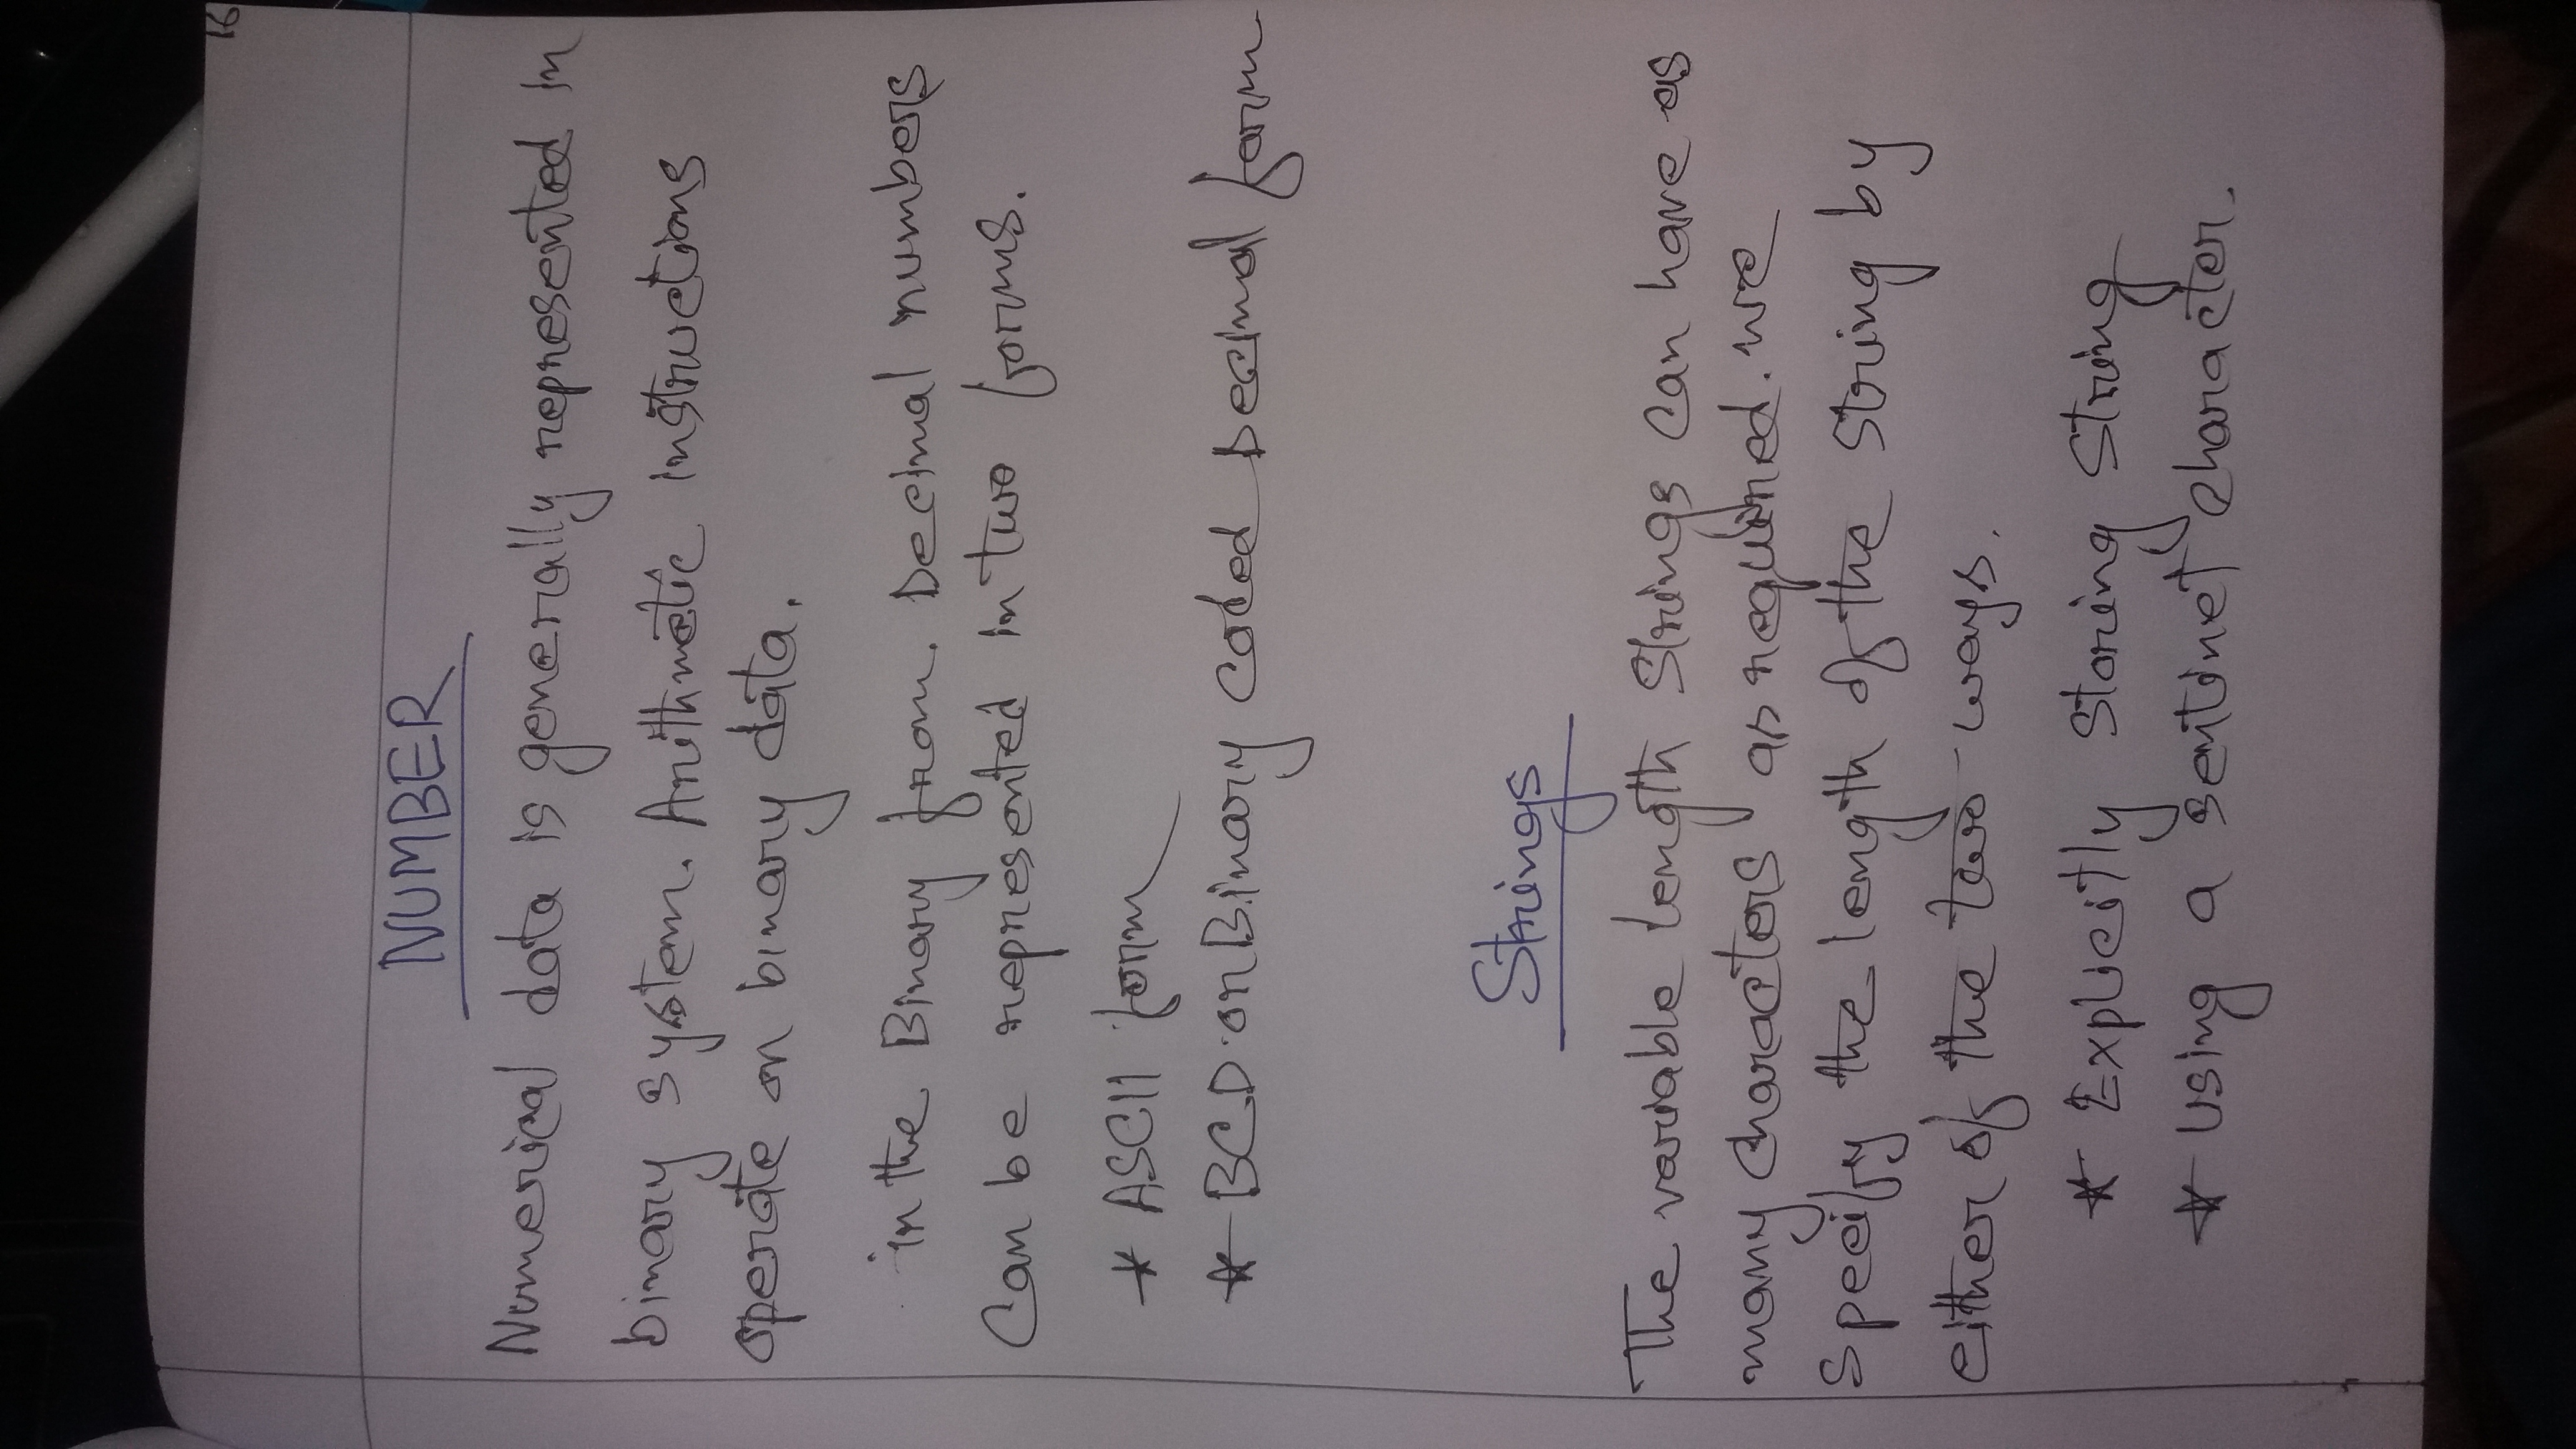 16
NUMBER
Numerical data is generally represented in
binary system. Arithmetic instructions
operate on binary data.
in the Binary from. Decimal numbers
Can be represented in two forms.
* ASCII form
* BCD or Binary coded Decimal form
Strings
The variable length Strings can have as
many characters as required. we
specify the length of the string by
either of the two ways.
* Explicitly storing string
* Using a sentinet character.